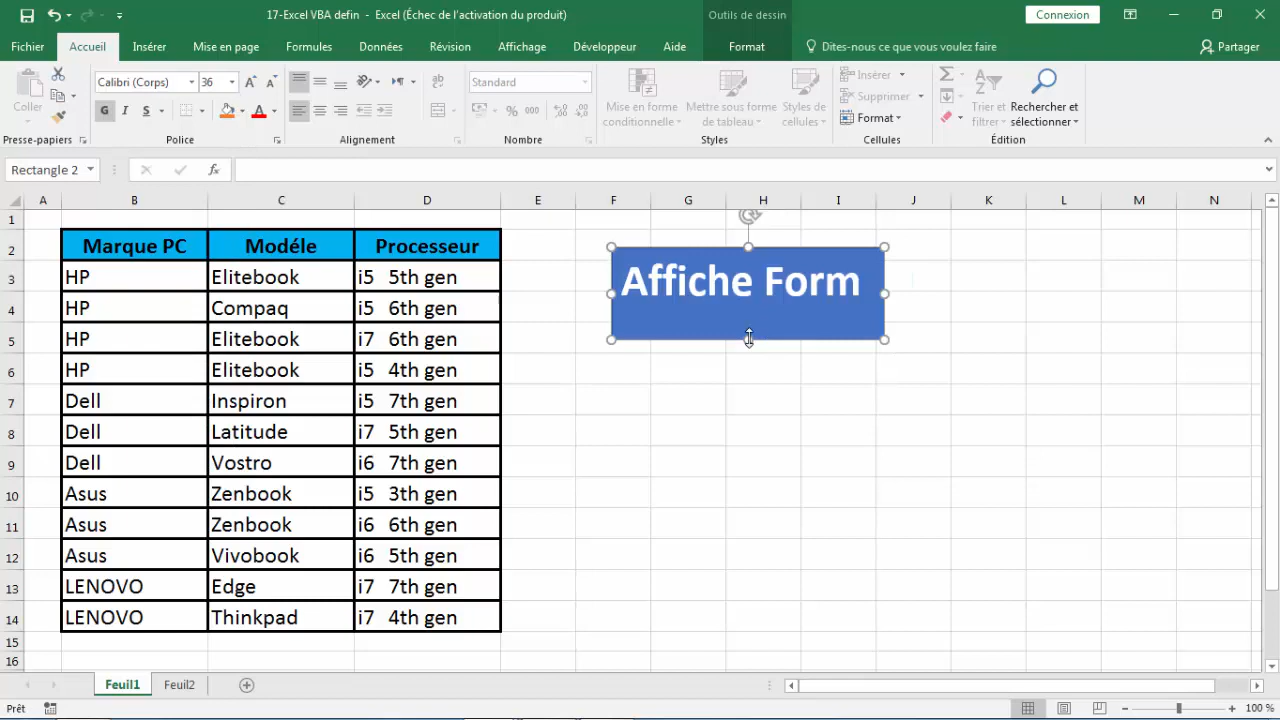 17-Excel VBA defin - Excel (Échec de l'activation du produit)
Outils de dessin
Connexion
Fichier Accueil Insérer Mise en page Formules Données Révision Affichage Développeur Aide Format Dites-nous ce que vous voulez faire Partager
Coller
Presse-papiers
Calibri (Corps) 36
G I S
Police
Alignement
Standard
% 000
Nombre
Mise en forme conditionnelle
Mettre sous forme de tableau
Styles de cellules
Styles
Insérer
Supprimer
Format
Cellules
Trier et filtrer
Rechercher et sélectionner
Édition
Rectangle 2 fx
A B C D E F G H I J K L M N
1
2 Marque PC Modéle Processeur
3 HP Elitebook i5 5th gen
4 HP Compaq i5 6th gen
5 HP Elitebook i7 6th gen
6 HP Elitebook i5 4th gen
7 Dell Inspiron i5 7th gen
8 Dell Latitude i7 5th gen
9 Dell Vostro i6 7th gen
10 Asus Zenbook i5 3th gen
11 Asus Zenbook i6 6th gen
12 Asus Vivobook i6 5th gen
13 LENOVO Edge i7 7th gen
14 LENOVO Thinkpad i7 4th gen
15
16
Affiche Form
Feuil1 Feuil2
Prêt 100 %